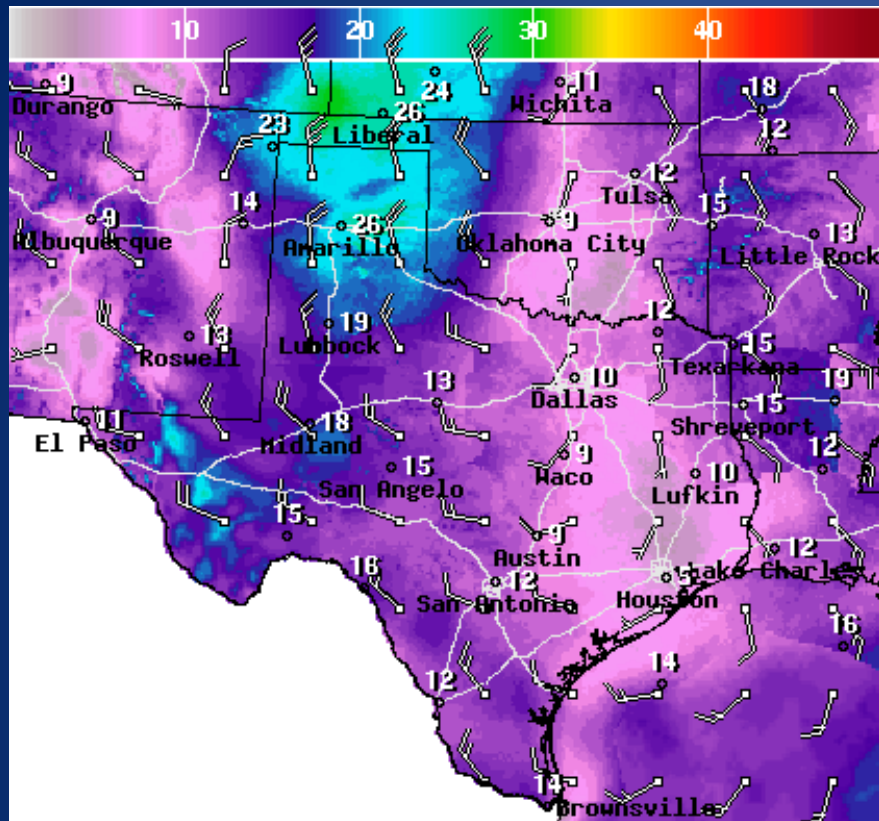 10 20 30 40
9 24 11 18
Durango Wichita
26
Liberal
23 12
12
Tulsa
14 26 9 15 13
9
Albuquerque Amarillo Oklahoma City Little Rock
13 19 12
Roswell Lubbock Texarkana 15
13 10 19
Dallas
11 18 15
El Paso Midland Shreveport
15 9 10 12
San Angelo Waco Lufkin
15 9 12
Austin
18 12 5 Lake Charles
San Antonio Houston
16
12 14
14
Brownsville